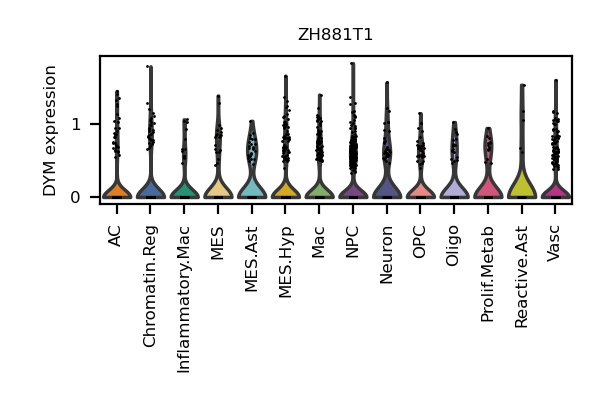 ZH881T1
DYM expression
1
0
AC
Chromatin.Reg
Inflammatory.Mac
MES
MES.Ast
MES.Hyp
Mac
NPC
Neuron
OPC
Oligo
Prolif.Metab
Reactive.Ast
Vasc